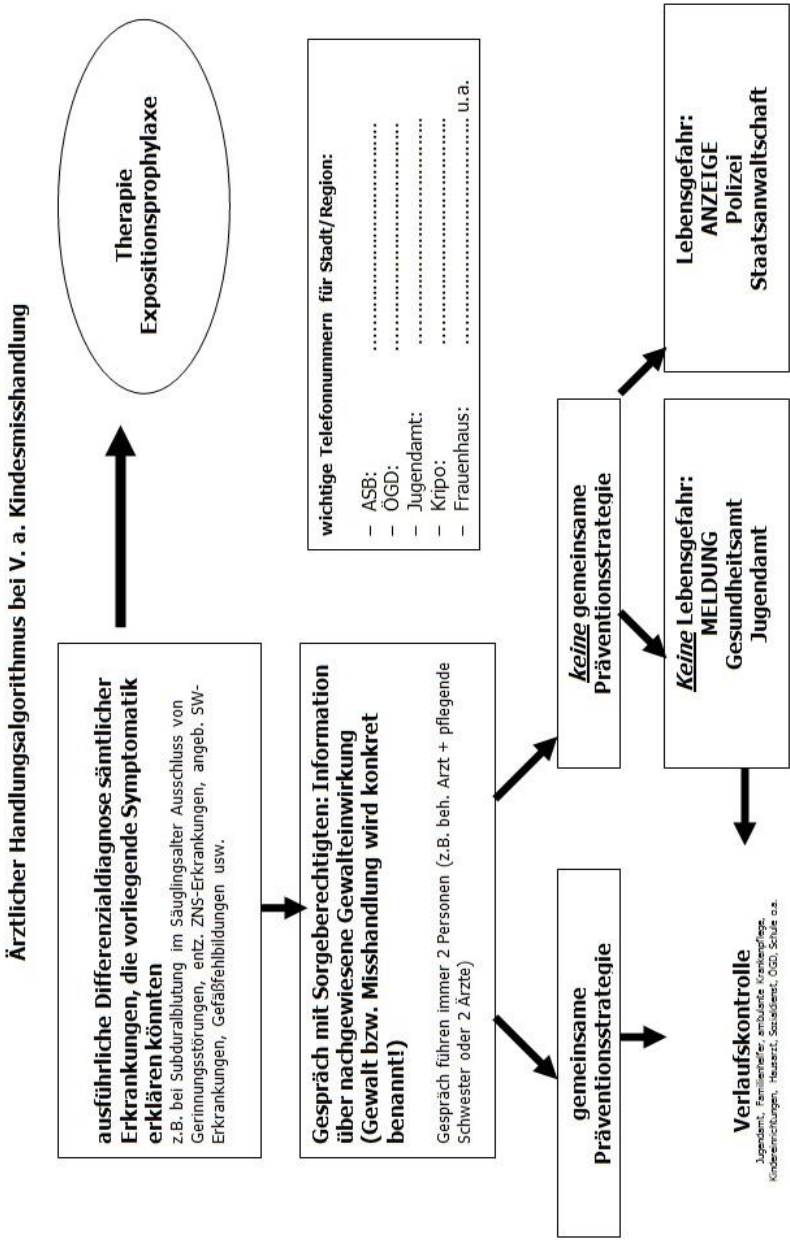 Ärztlicher Handlungsalgorithmus bei V. a. Kindesmisshandlung
ausführliche Differenzialdiagnose sämtlicher
Erkrankungen, die vorliegende Symptomatik
erklären könnten
z.B. bei Subduralblutung im Säuglingsalter Ausschluss von
Gerinnungsstörungen, entz. ZNS-Erkrankungen, angeb. SW-
Erkrankungen, Gefäßfehlbildungen usw.
Therapie
Expositionsprophylaxe
Gespräch mit Sorgeberechtigten: Information
über nachgewiesene Gewalteinwirkung
(Gewalt bzw. Misshandlung wird konkret
benannt!)
Gespräch führen immer 2 Personen (z.B. beh. Arzt + pflegende
Schwester oder 2 Ärzte)
wichtige Telefonnummern für Stadt/Region:
– ASB: ........................................
– ÖGD: ........................................
– Jugendamt: ........................................
– Kripo: ........................................
– Frauenhaus: ........................................ u.a.
gemeinsame
Präventionsstrategie
keine gemeinsame
Präventionsstrategie
Verlaufskontrolle
Jugendamt, Familienhelfer, ambulante Krankenpflege,
Kindereinrichtungen, Hausarzt, Sozialdienst, ÖGD, Schule o.a.
Keine Lebensgefahr:
MELDUNG
Gesundheitsamt
Jugendamt
Lebensgefahr:
ANZEIGE
Polizei
Staatsanwaltschaft